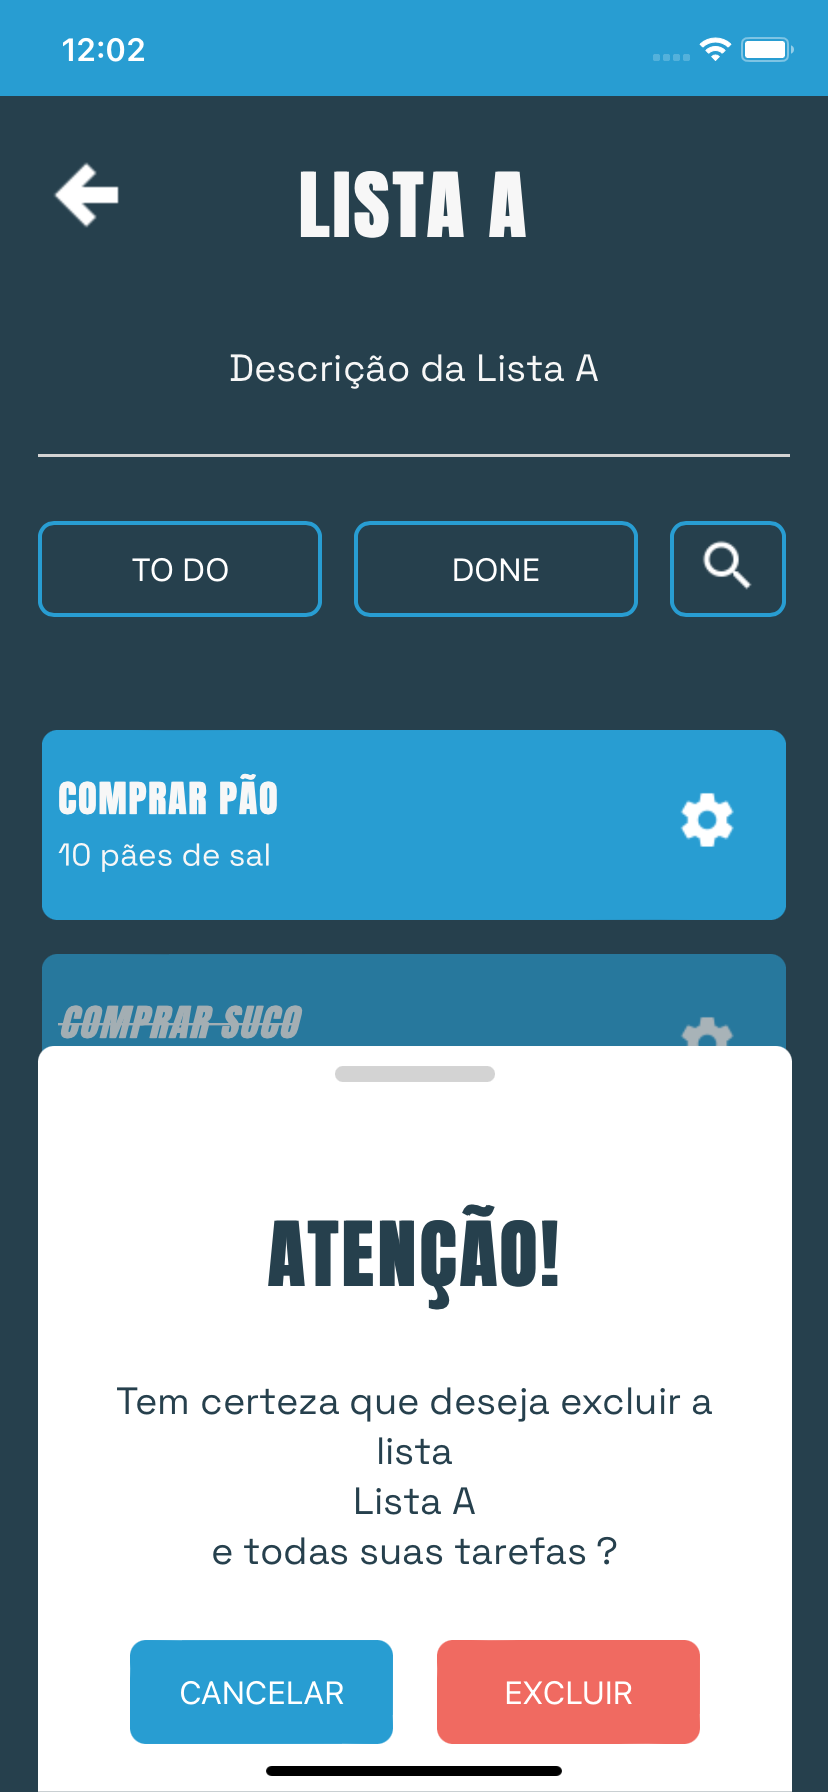 12:02
LISTA A
Descrição da Lista A
TO DO
DONE
COMPRAR PÃO
10 pães de sal
COMPRAR SUCO
ATENÇÃO!
Tem certeza que deseja excluir a
lista
Lista A
e todas suas tarefas ?
CANCELAR
EXCLUIR